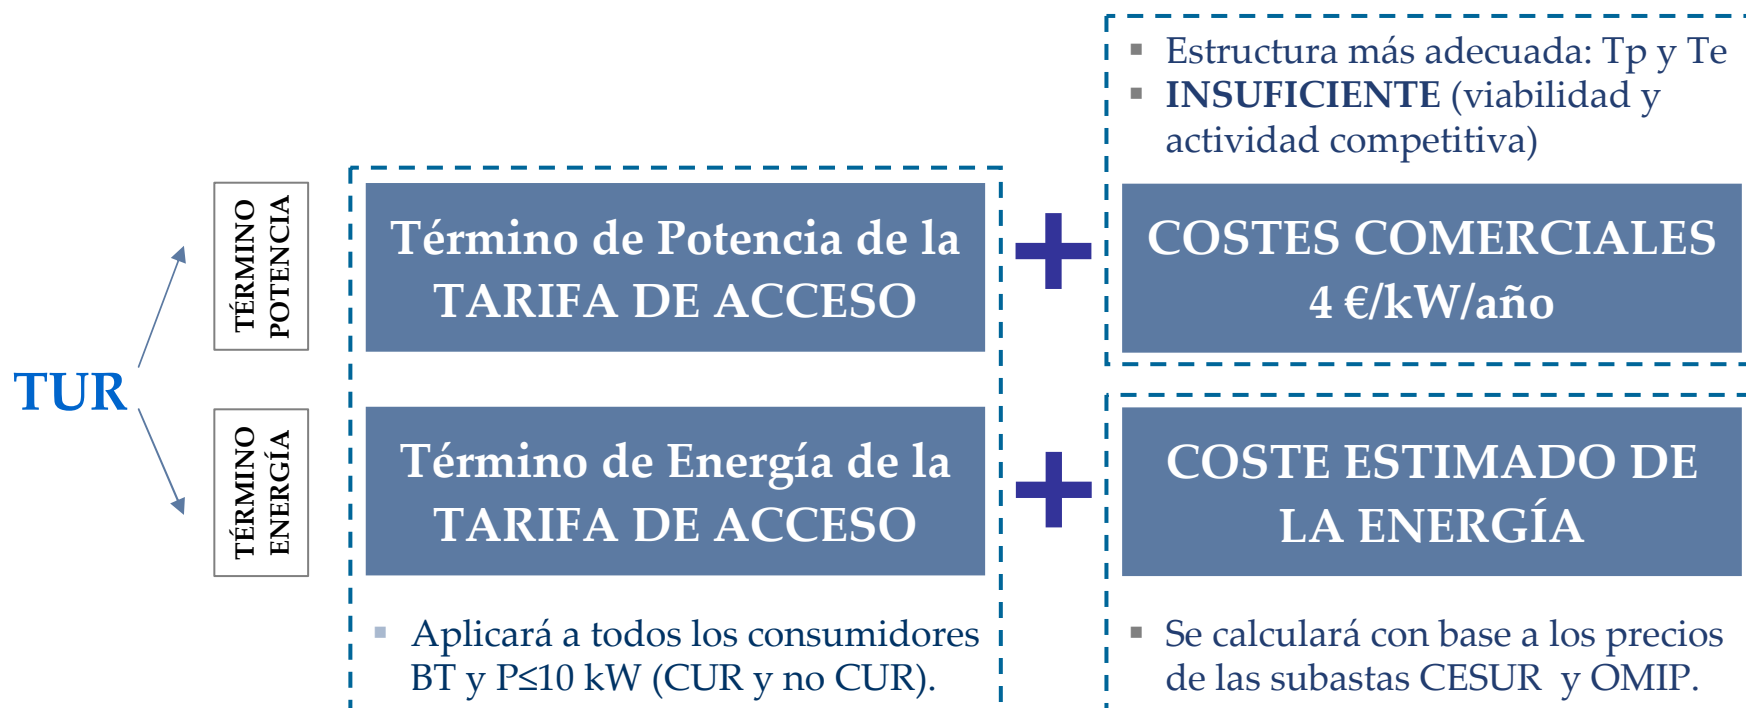 Estructura más adecuada: Tp y Te
INSUFICIENTE (viabilidad y
actividad competitiva)
TUR
TÉRMINO
POTENCIA
Término de Potencia de la
TARIFA DE ACCESO
+
COSTES COMERCIALES
4 €/kW/año
TÉRMINO
ENERGÍA
Término de Energía de la
TARIFA DE ACCESO
+
COSTE ESTIMADO DE
LA ENERGÍA
Aplicará a todos los consumidores
BT y P≤10 kW (CUR y no CUR).
Se calculará con base a los precios
de las subastas CESUR y OMIP.